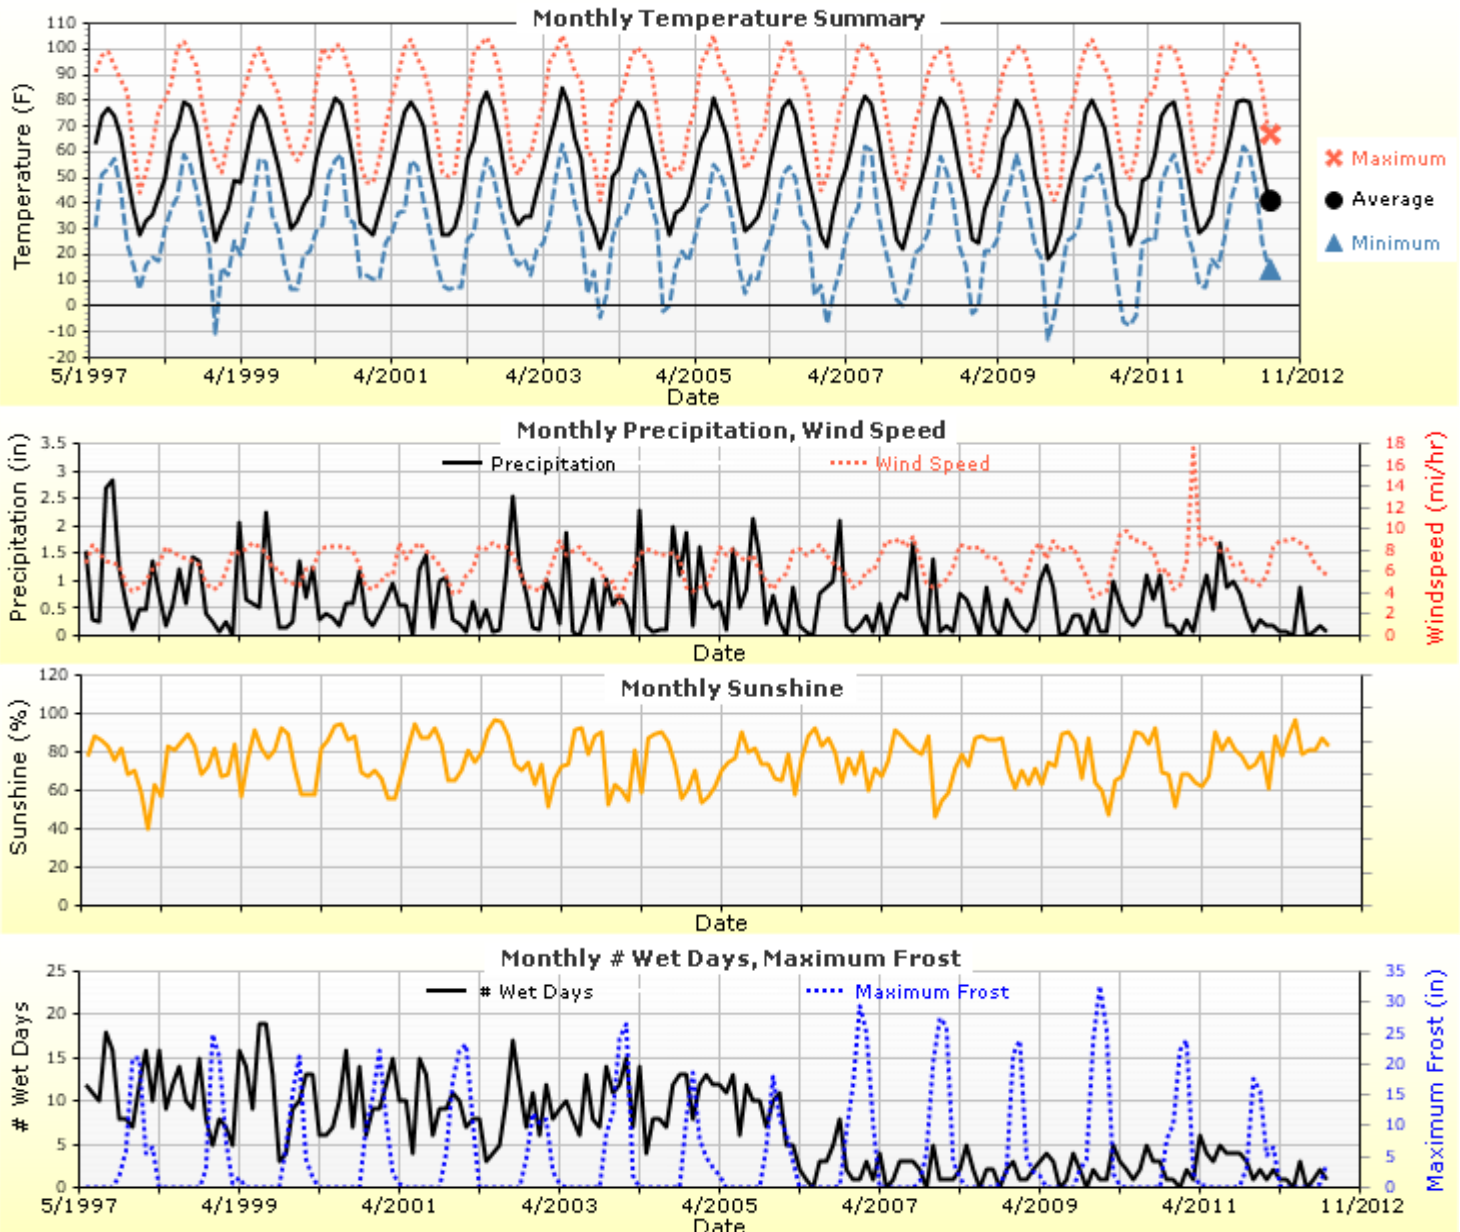 Monthly Temperature Summary
Temperature (F)
110
100
90
80
70
60
50
40
30
20
10
0
-10
-20
5/1997 4/1999 4/2001 4/2003 4/2005 4/2007 4/2009 4/2011 11/2012
Date
Maximum
Average
Minimum
Monthly Precipitation, Wind Speed
Precipitation (in)
3.5
3
2.5
2
1.5
1
0.5
0
Precipitation
Wind Speed
18
16
14
12
10
8
6
4
2
0
Windspeed (mi/hr)
Date
Monthly Sunshine
Sunshine (%)
120
100
80
60
40
20
0
Date
Monthly # Wet Days, Maximum Frost
# Wet Days
25
20
15
10
5
0
# Wet Days
Maximum Frost
35
30
25
20
15
10
5
0
Maximum Frost (in)
5/1997 4/1999 4/2001 4/2003 4/2005 4/2007 4/2009 4/2011 11/2012
Date